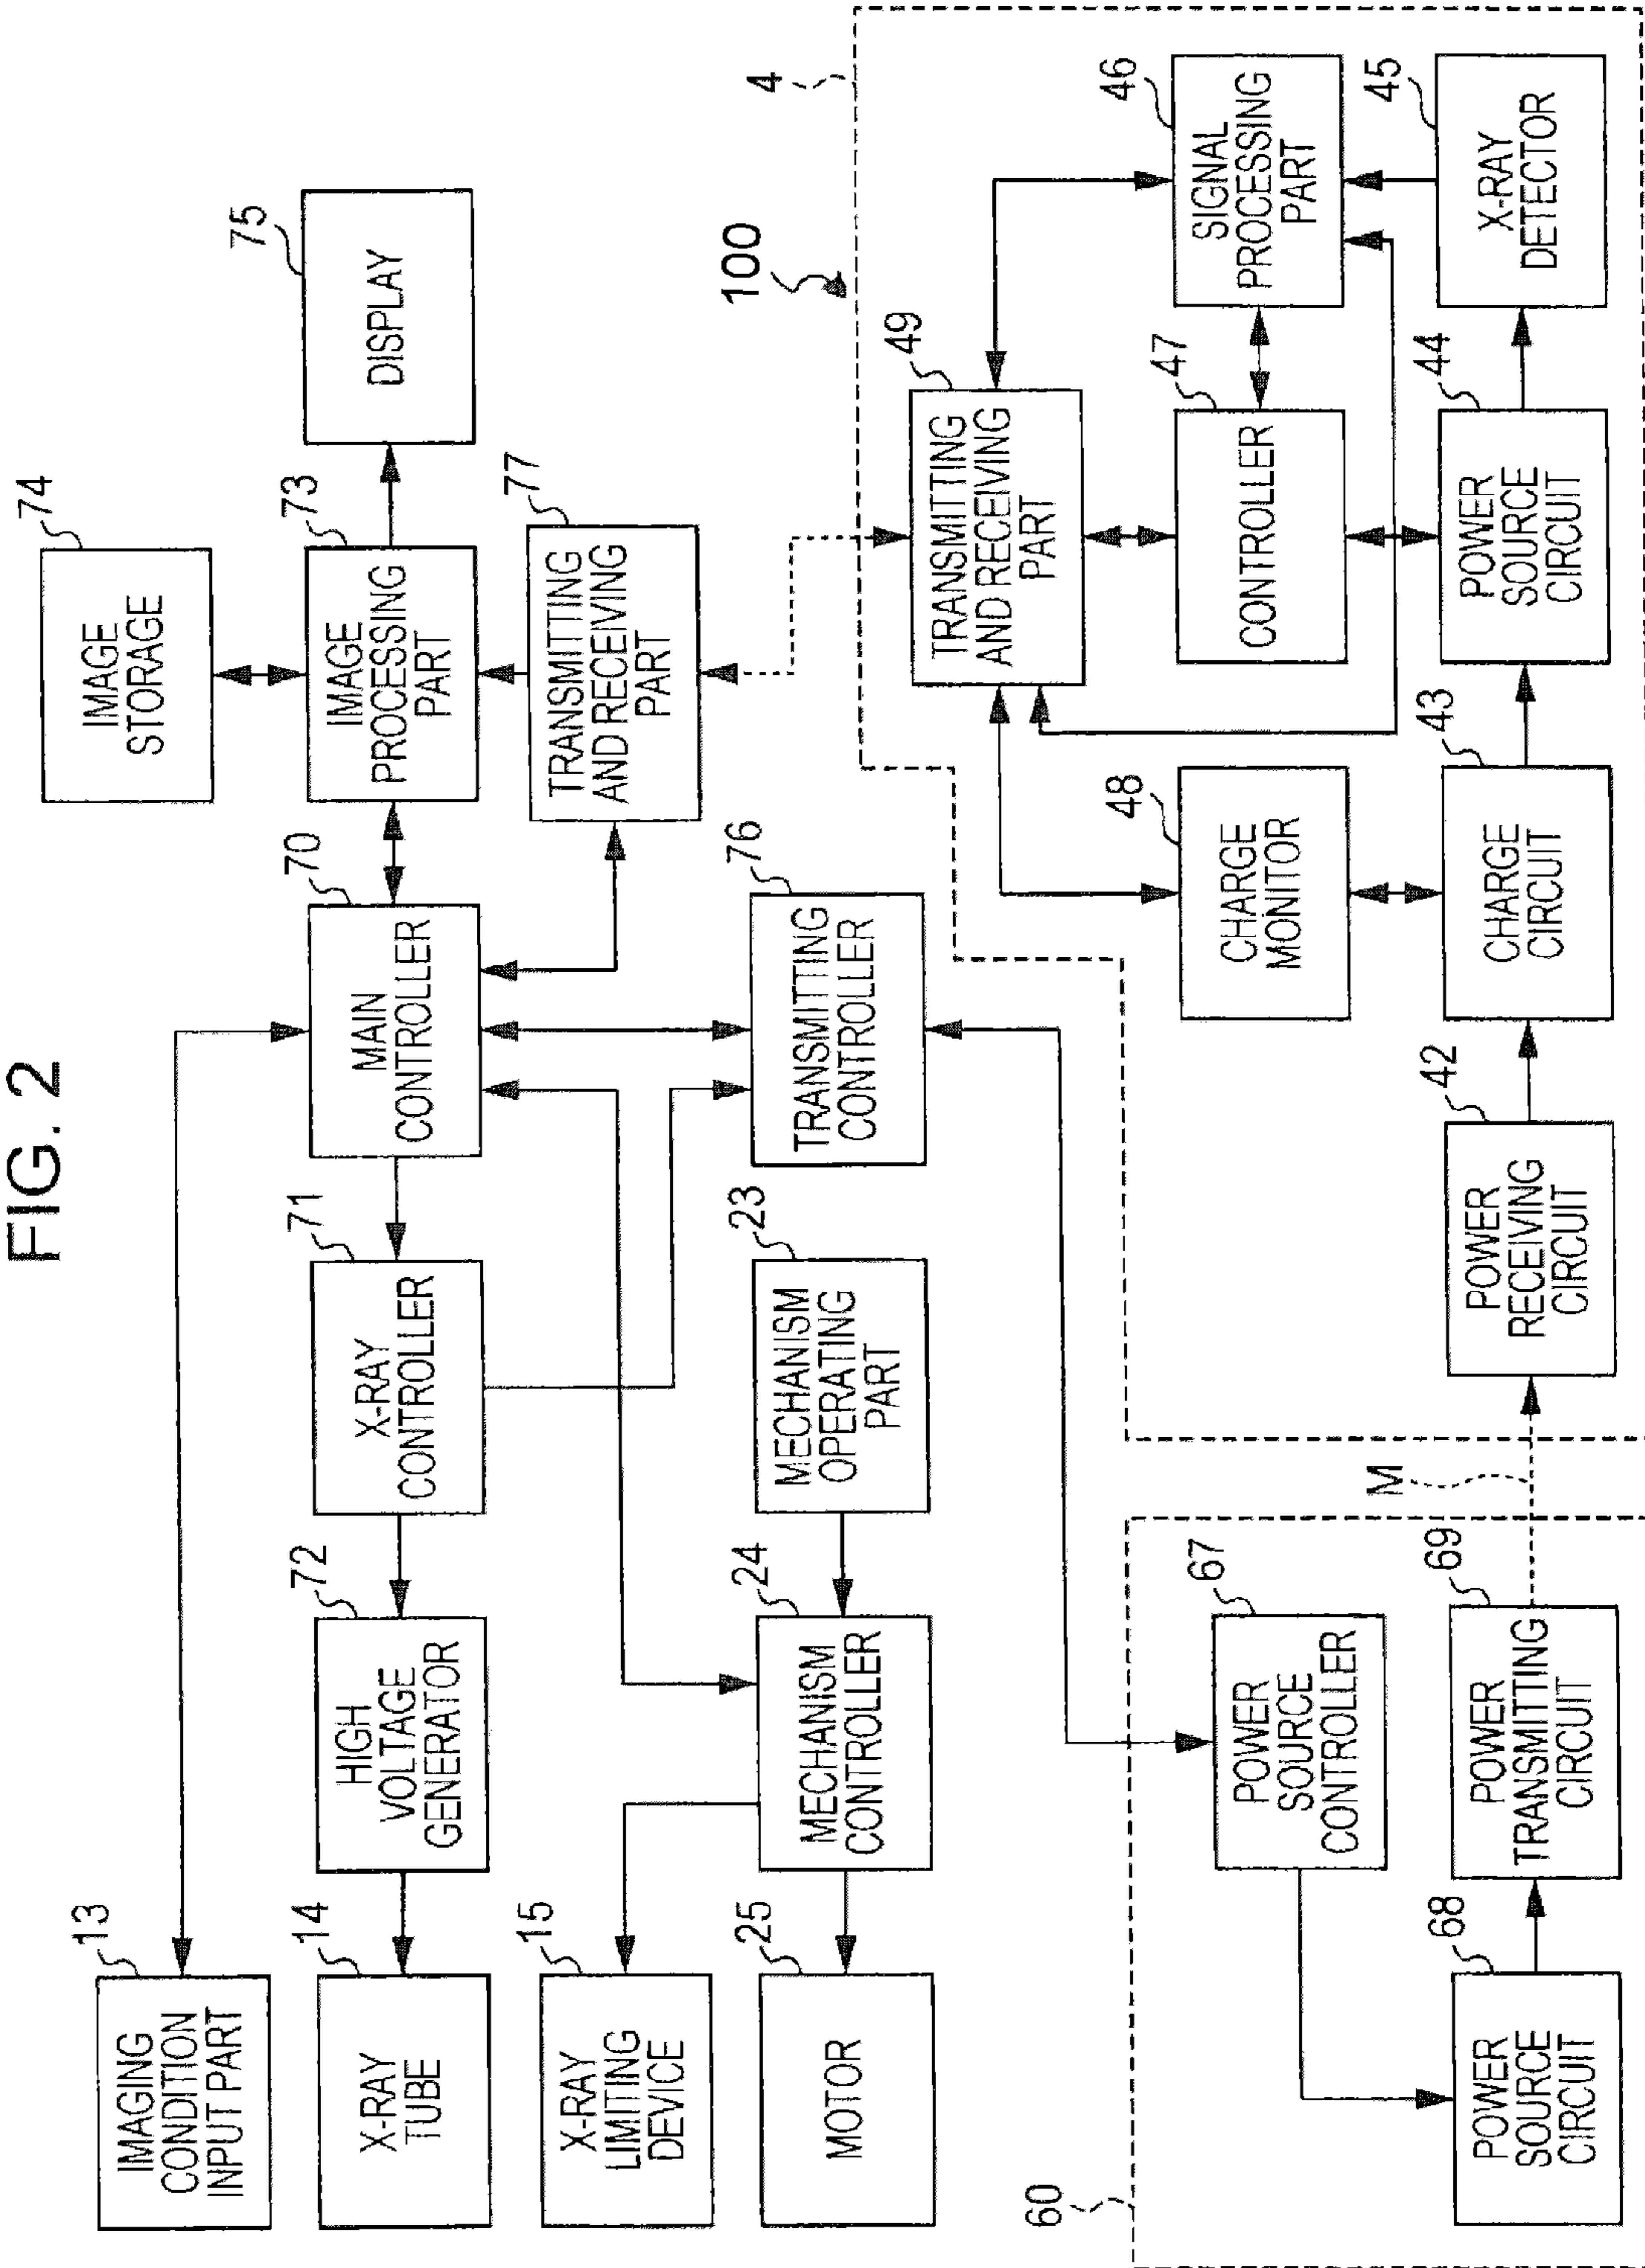 FIG. 2
13
IMAGING
CONDITION
INPUT PART
14
X-RAY
TUBE
72
HIGH
VOLTAGE
GENERATOR
71
X-RAY
CONTROLLER
70
MAIN
CONTROLLER
73
IMAGE
PROCESSING
PART
74
IMAGE
STORAGE
75
DISPLAY
15
X-RAY
LIMITING
DEVICE
77
TRANSMITTING
AND RECEIVING
PART
25
MOTOR
24
MECHANISM
CONTROLLER
23
MECHANISM
OPERATING
PART
76
TRANSMITTING
CONTROLLER
100
4
60
67
POWER
SOURCE
CONTROLLER
68
POWER
SOURCE
CIRCUIT
69
POWER
TRANSMITTING
CIRCUIT
M
49
TRANSMITTING
AND RECEIVING
PART
48
CHARGE
MONITOR
47
CONTROLLER
46
SIGNAL
PROCESSING
PART
42
POWER
RECEIVING
CIRCUIT
43
CHARGE
CIRCUIT
44
POWER
SOURCE
CIRCUIT
45
X-RAY
DETECTOR